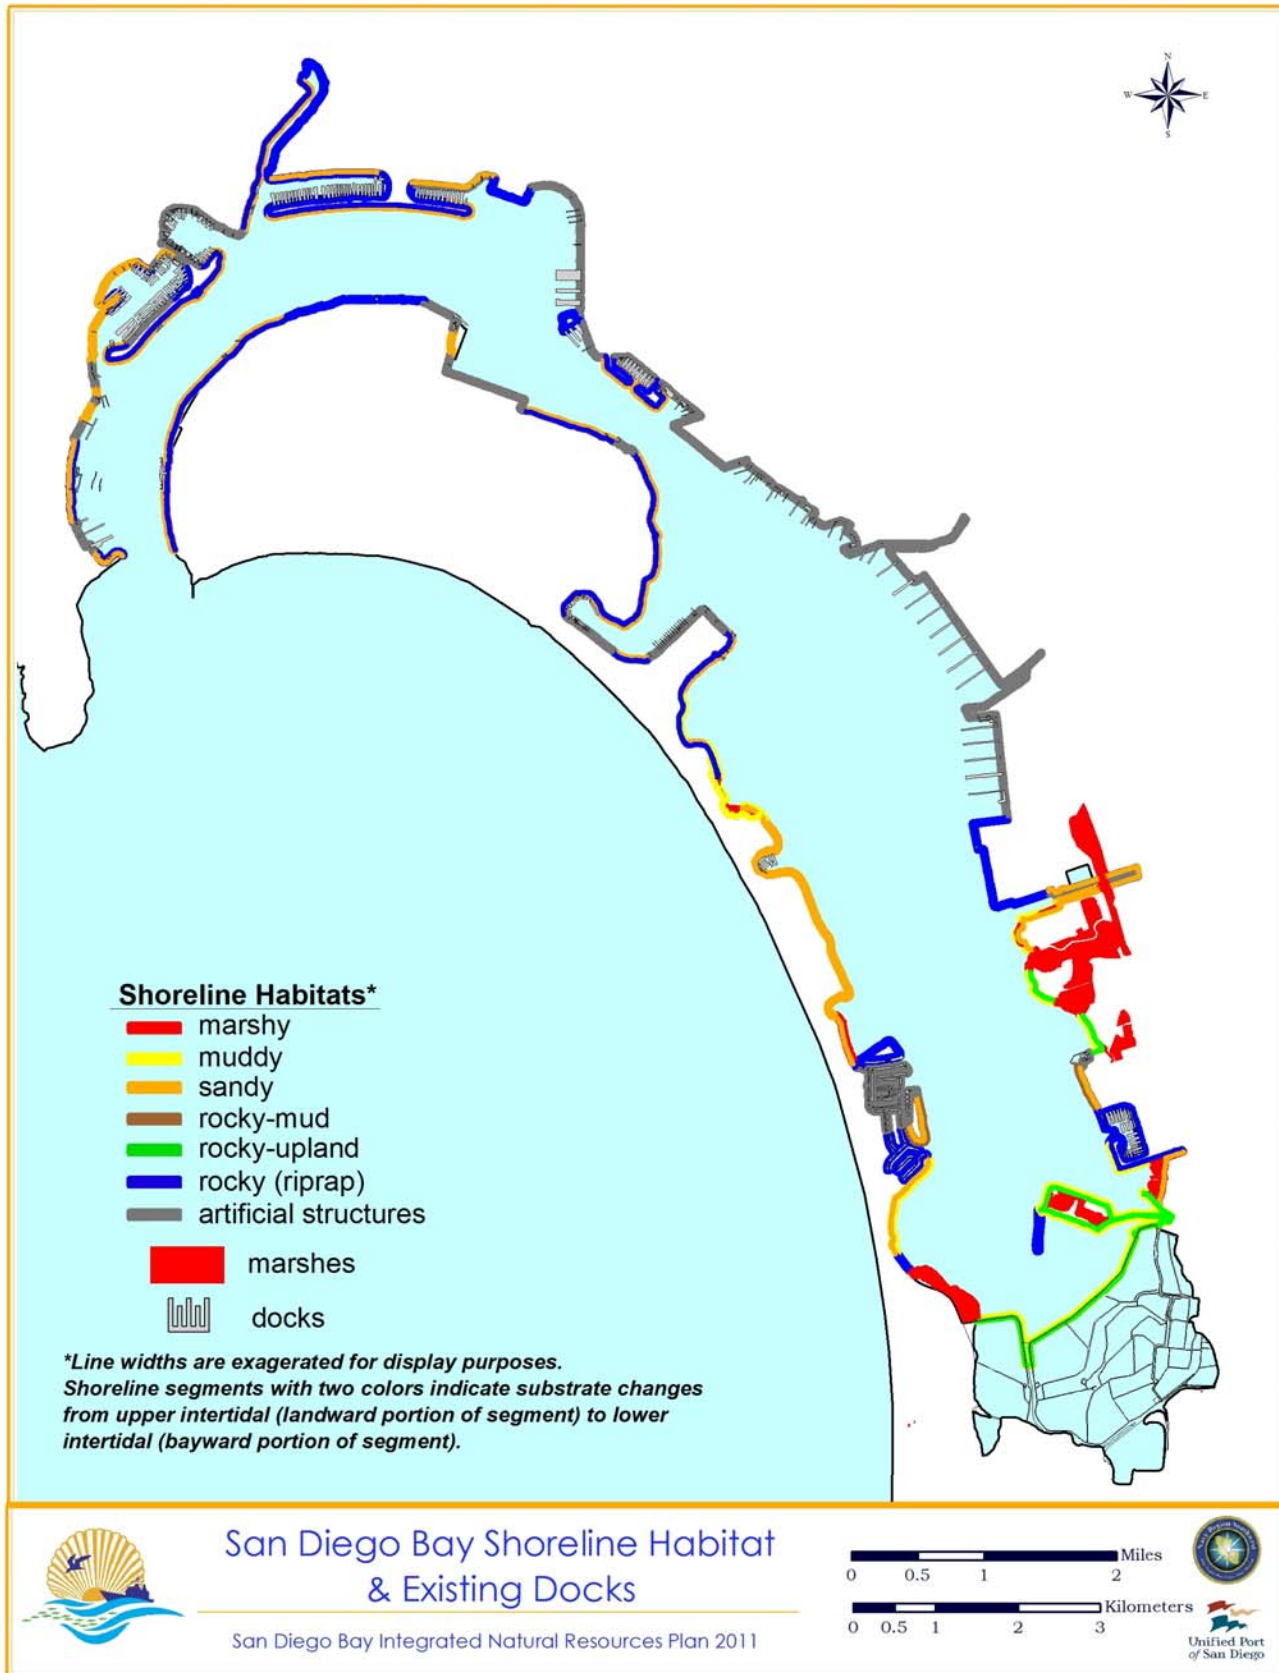 N
W
E
S
Shoreline Habitats*
marshy
muddy
sandy
rocky-mud
rocky-upland
rocky (riprap)
artificial structures
marshes
docks
*Line widths are exagerated for display purposes.
Shoreline segments with two colors indicate substrate changes
from upper intertidal (landward portion of segment) to lower
intertidal (bayward portion of segment).
San Diego Bay Shoreline Habitat
& Existing Docks
San Diego Bay Integrated Natural Resources Plan 2011
Miles
0 0.5 1 2
Kilometers
0 0.5 1 2 3
Unified Port
of San Diego